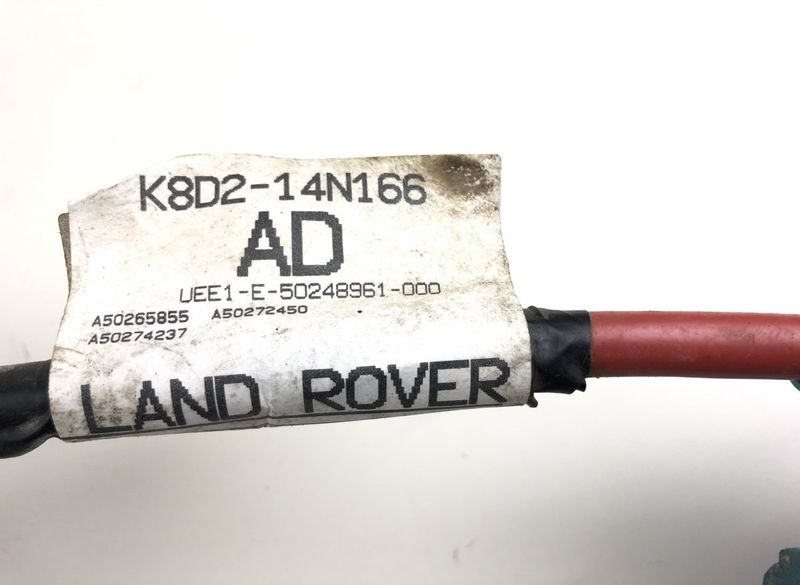 K8D2-14N166
AD
UEE1-E-50248961-000
A50265855 A50272450
A50274237
LAND ROVER